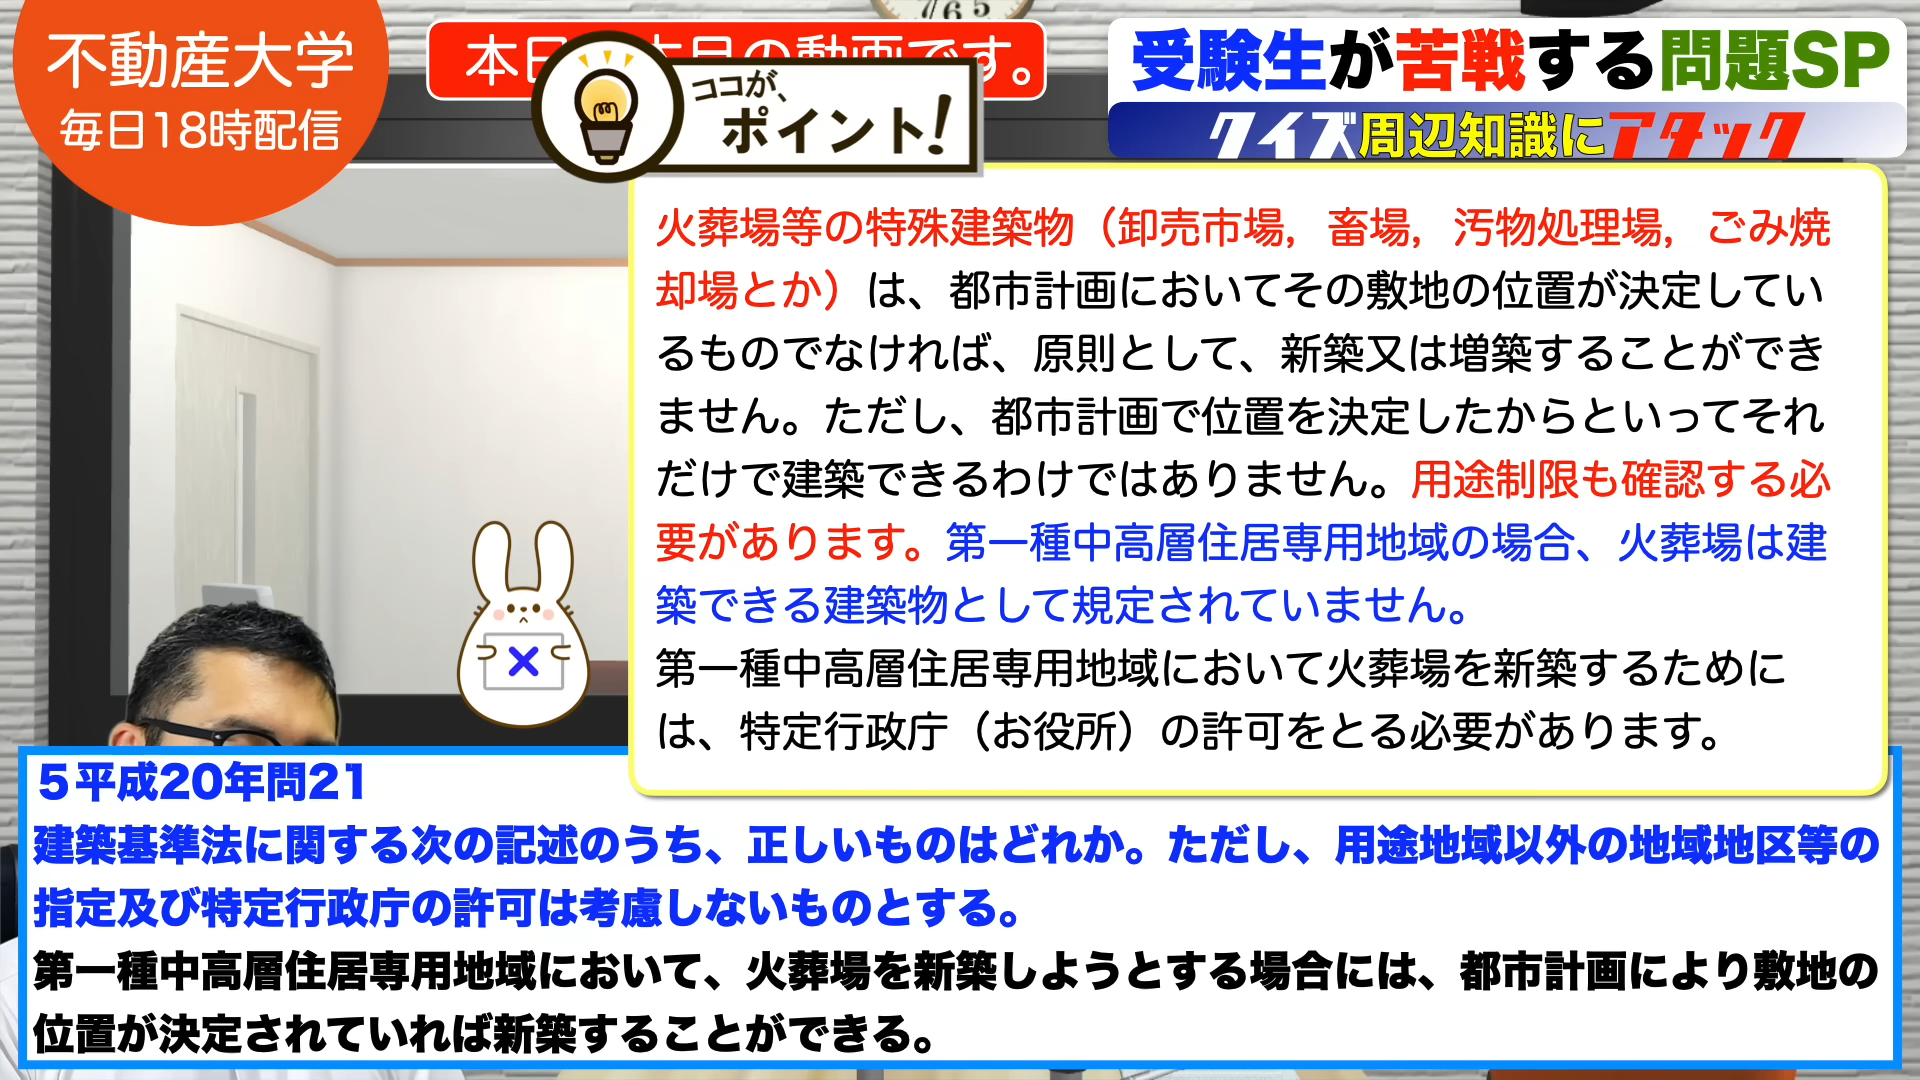 不動産大学
毎日18時配信
本日
の動画です。
ココが、
ポイント!
受験生が苦戦する問題SP
クイズ周辺知識にアタック
火葬場等の特殊建築物（卸売市場，畜場，汚物処理場，ごみ焼
却場とか）は、都市計画においてその敷地の位置が決定してい
るものでなければ、原則として、新築又は増築することができ
ません。ただし、都市計画で位置を決定したからといってそれ
だけで建築できるわけではありません。用途制限も確認する必
要があります。第一種中高層住居専用地域の場合、火葬場は建
築できる建築物として規定されていません。
第一種中高層住居専用地域において火葬場を新築するために
は、特定行政庁（お役所）の許可をとる必要があります。
５平成20年問21
建築基準法に関する次の記述のうち、正しいものはどれか。ただし、用途地域以外の地域地区等の
指定及び特定行政庁の許可は考慮しないものとする。
第一種中高層住居専用地域において、火葬場を新築しようとする場合には、都市計画により敷地の
位置が決定されていれば新築することができる。